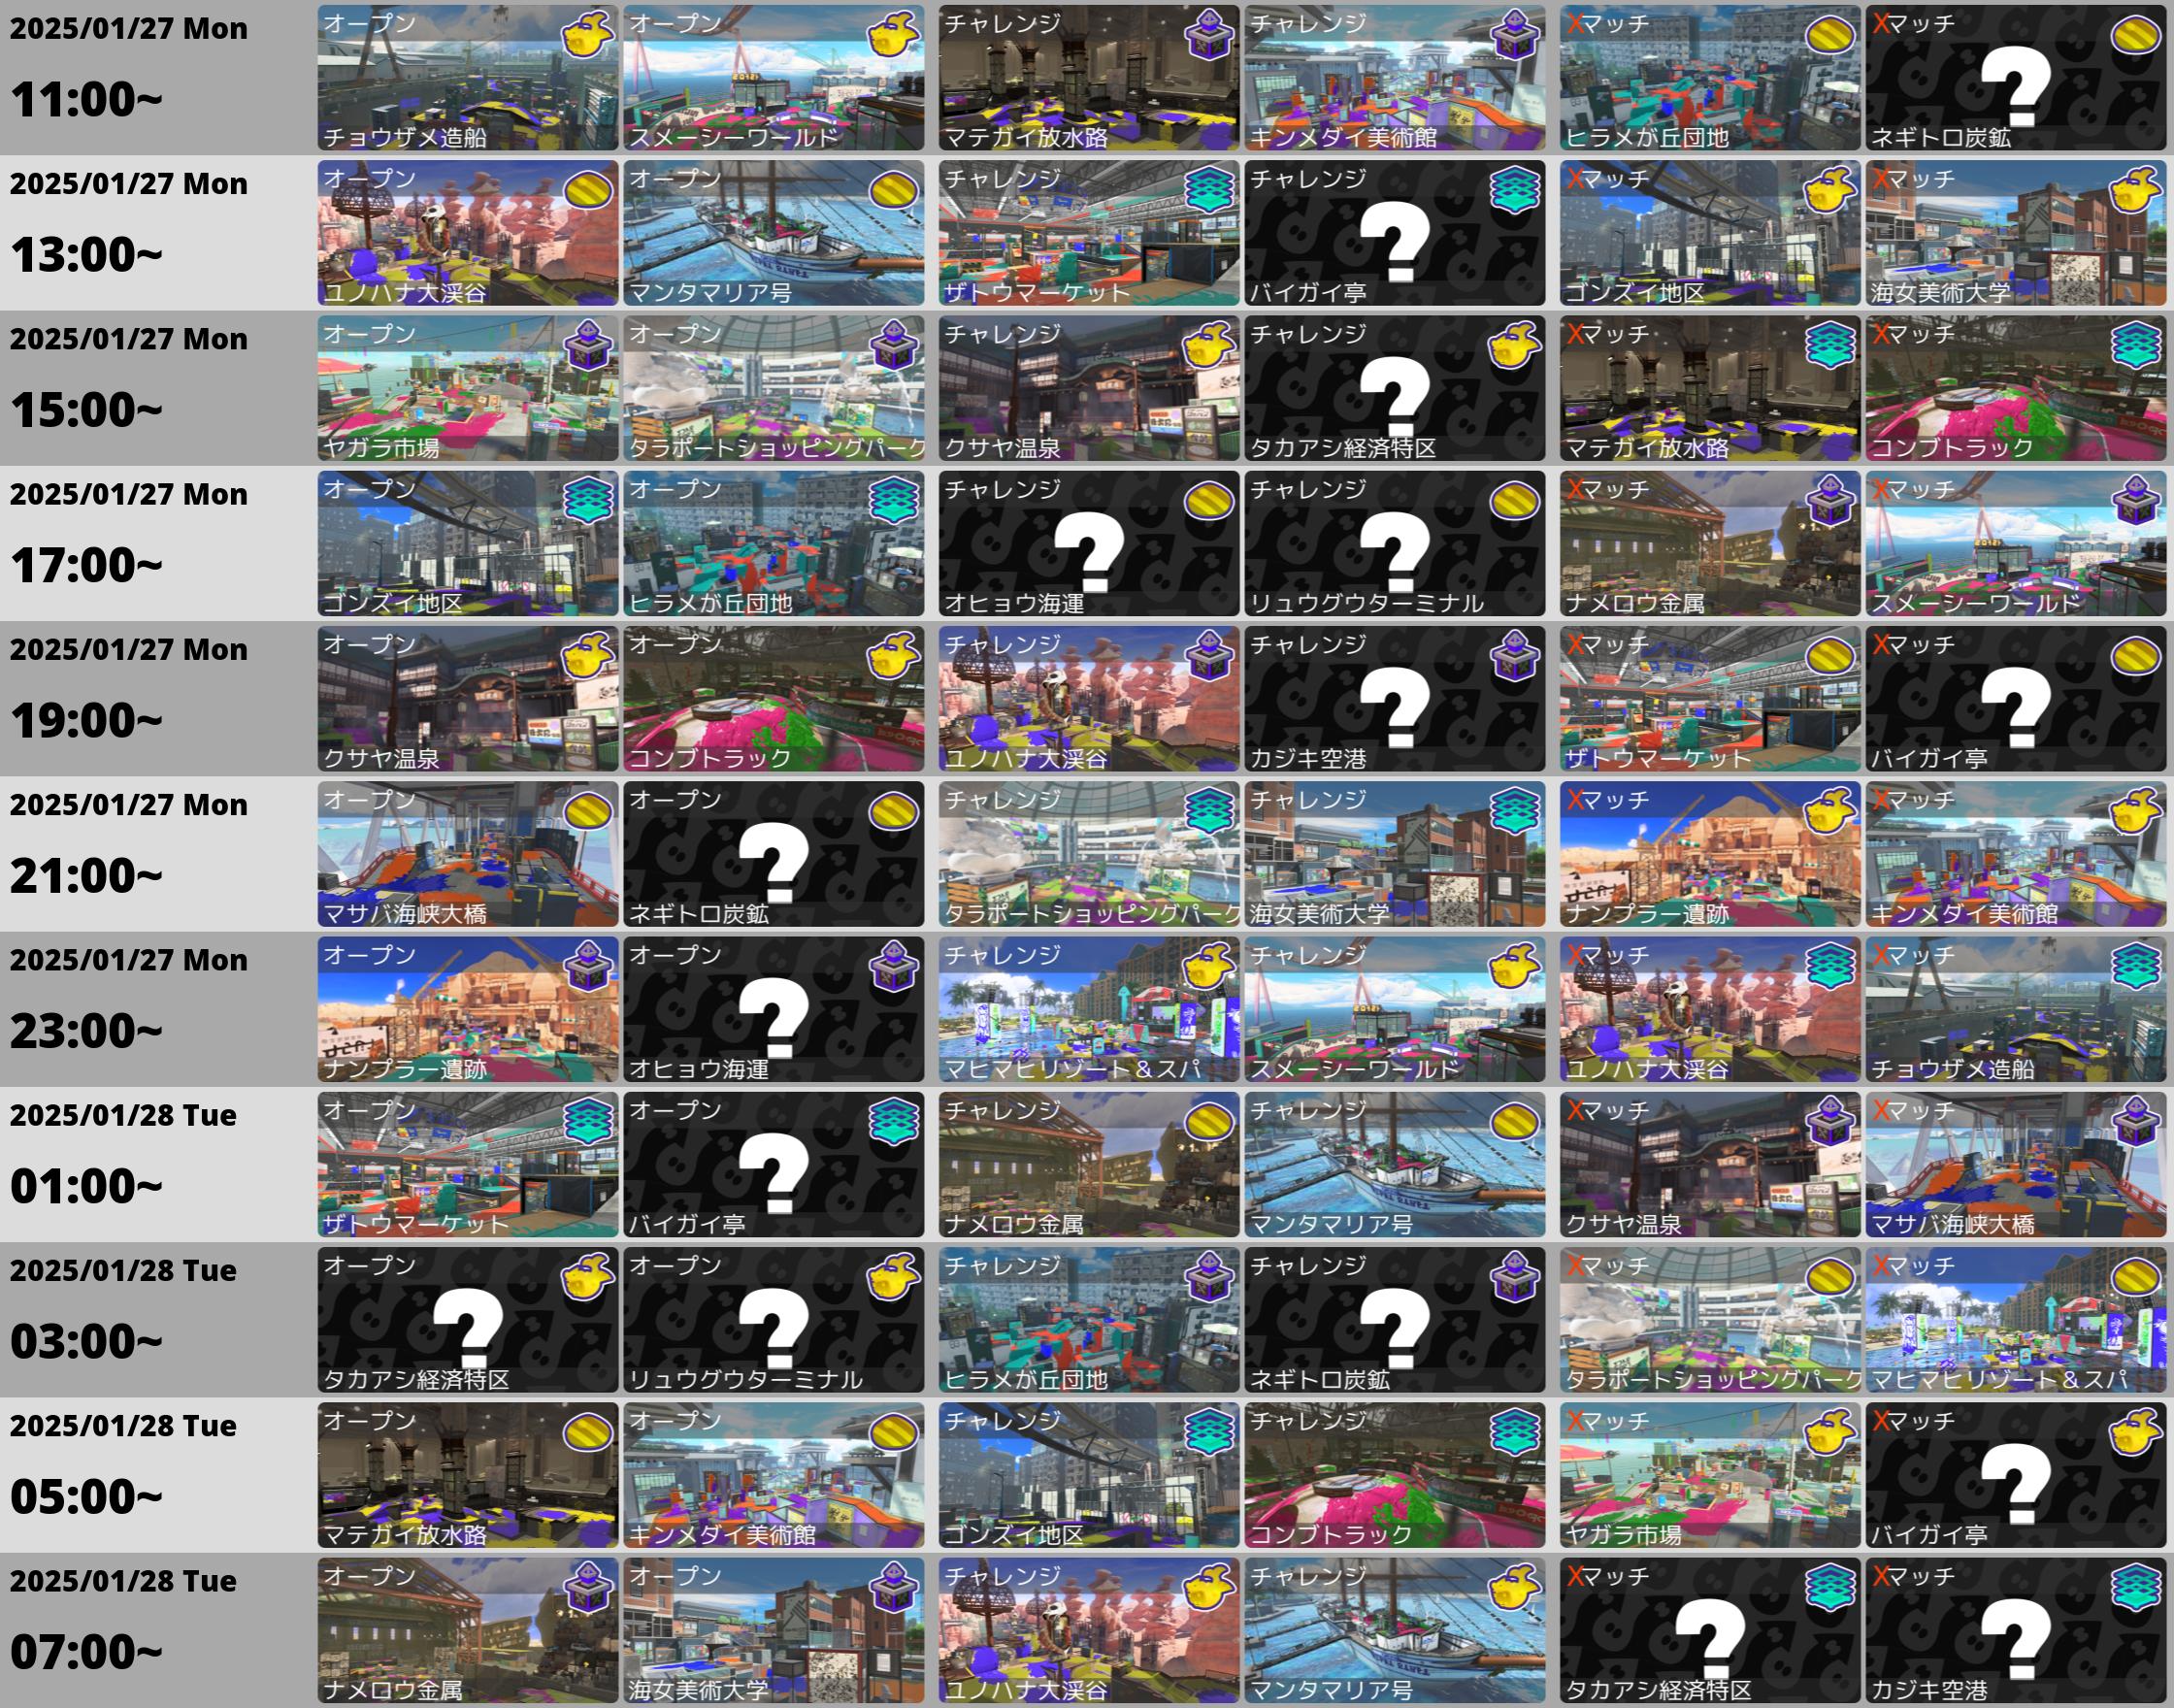 2025/01/27 Mon
11:00~
オープン オープン チャレンジ チャレンジ Xマッチ Xマッチ
チョウザメ造船 スメーシーワールド マテガイ放水路 キンメダイ美術館 ヒラメが丘団地 ネギトロ炭鉱
2025/01/27 Mon
13:00~
オープン オープン チャレンジ チャレンジ Xマッチ Xマッチ
ユノハナ大渓谷 マンタマリア号 ザトウマーケット バイガイ亭 ゴンズイ地区 海女美術大学
2025/01/27 Mon
15:00~
オープン オープン チャレンジ チャレンジ Xマッチ Xマッチ
ヤガラ市場 タラポートショッピングパーク クサヤ温泉 タカアシ経済特区 マテガイ放水路 コンブトラック
2025/01/27 Mon
17:00~
オープン オープン チャレンジ チャレンジ Xマッチ Xマッチ
ゴンズイ地区 ヒラメが丘団地 オヒョウ海運 リュウグウターミナル ナメロウ金属 スメーシーワールド
2025/01/27 Mon
19:00~
オープン オープン チャレンジ チャレンジ Xマッチ Xマッチ
クサヤ温泉 コンブトラック ユノハナ大渓谷 カジキ空港 ザトウマーケット バイガイ亭
2025/01/27 Mon
21:00~
オープン オープン チャレンジ チャレンジ Xマッチ Xマッチ
マサバ海峡大橋 ネギトロ炭鉱 タラポートショッピングパーク 海女美術大学 ナンプラー遺跡 キンメダイ美術館
2025/01/27 Mon
23:00~
オープン オープン チャレンジ チャレンジ Xマッチ Xマッチ
ナンプラー遺跡 オヒョウ海運 マヒマヒリゾート&スパ スメーシーワールド ユノハナ大渓谷 チョウザメ造船
2025/01/28 Tue
01:00~
オープン オープン チャレンジ チャレンジ Xマッチ Xマッチ
ザトウマーケット バイガイ亭 ナメロウ金属 マンタマリア号 クサヤ温泉 マサバ海峡大橋
2025/01/28 Tue
03:00~
オープン オープン チャレンジ チャレンジ Xマッチ Xマッチ
タカアシ経済特区 リュウグウターミナル ヒラメが丘団地 ネギトロ炭鉱 タラポートショッピングパーク マヒマヒリゾート&スパ
2025/01/28 Tue
05:00~
オープン オープン チャレンジ チャレンジ Xマッチ Xマッチ
マテガイ放水路 キンメダイ美術館 ゴンズイ地区 コンブトラック ヤガラ市場 バイガイ亭
2025/01/28 Tue
07:00~
オープン オープン チャレンジ チャレンジ Xマッチ Xマッチ
ナメロウ金属 海女美術大学 ユノハナ大渓谷 マンタマリア号 タカアシ経済特区 カジキ空港